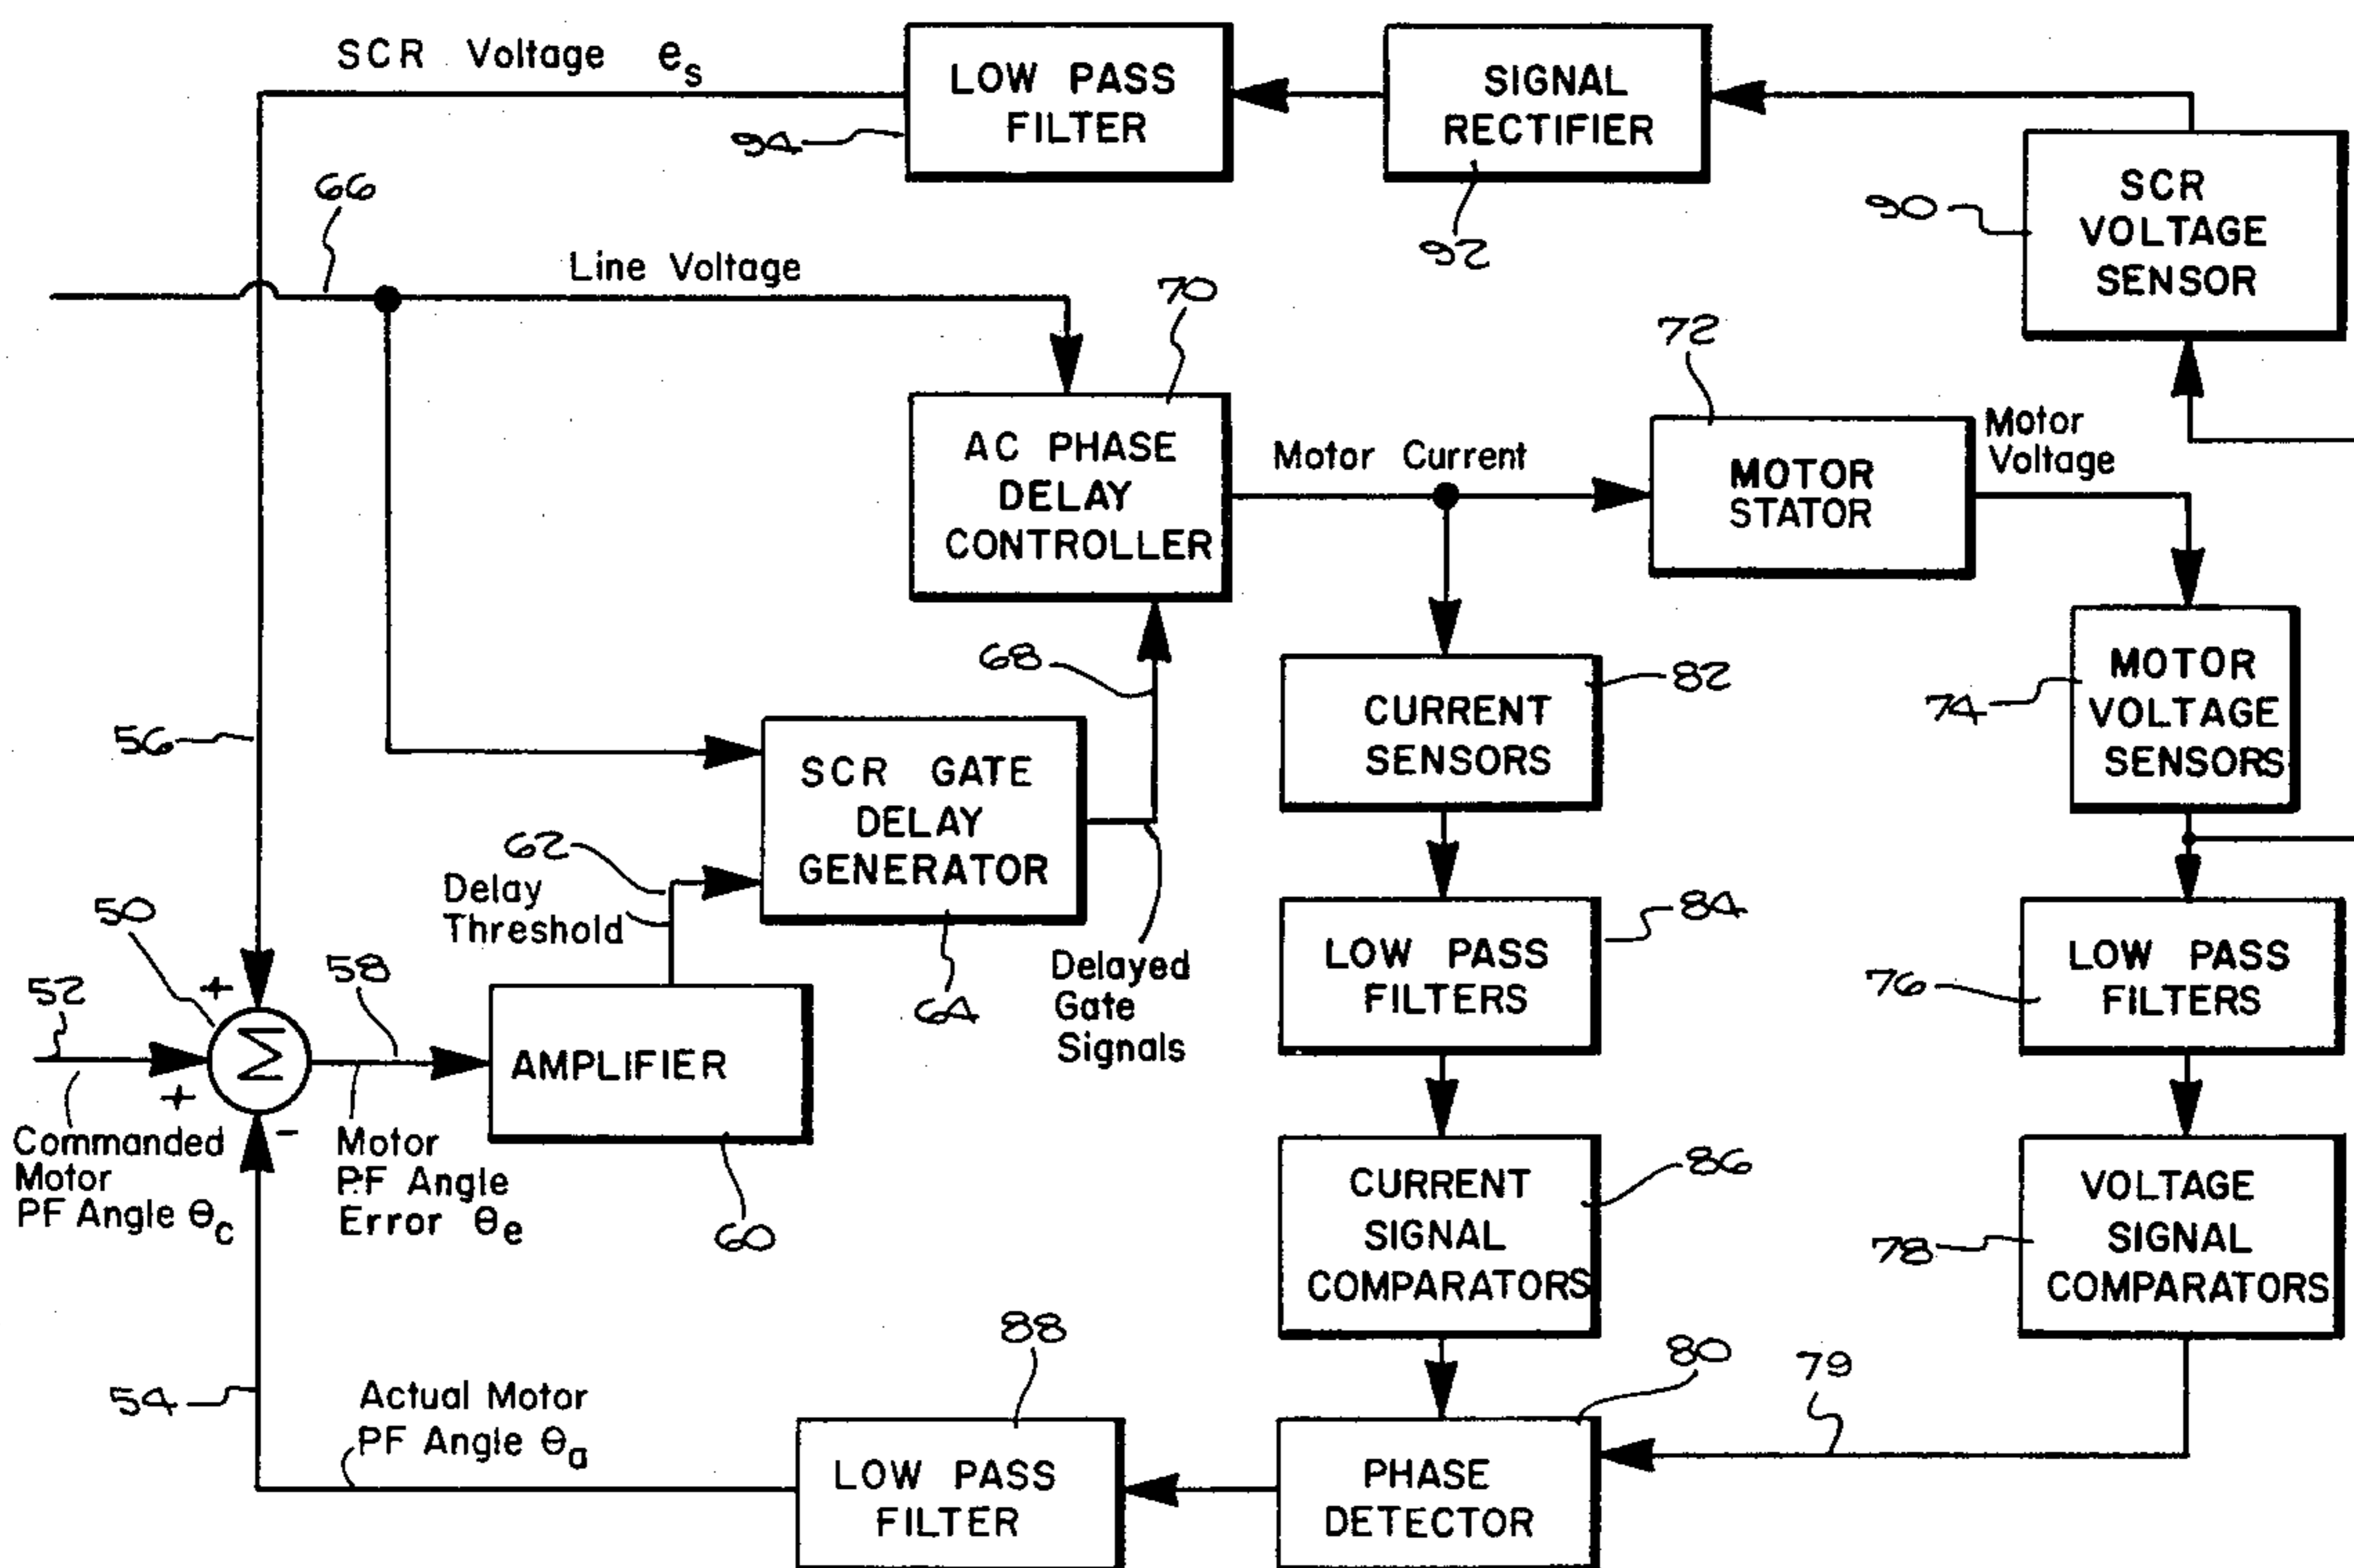 SCR Voltage es
LOW PASS
FILTER
94
SIGNAL
RECTIFIER
92
SCR
VOLTAGE
SENSOR
90
66
Line Voltage
70
AC PHASE
DELAY
CONTROLLER
Motor Current
72
MOTOR
STATOR
Motor
Voltage
68
82
CURRENT
SENSORS
74
MOTOR
VOLTAGE
SENSORS
56
SCR GATE
DELAY
GENERATOR
64
62
Delay
Threshold
Delayed
Gate
Signals
84
LOW PASS
FILTERS
76
LOW PASS
FILTERS
50
52
+
+
-
Σ
58
AMPLIFIER
60
Commanded
Motor
PF Angle θc
Motor
PF Angle
Error θe
86
CURRENT
SIGNAL
COMPARATORS
78
VOLTAGE
SIGNAL
COMPARATORS
54
Actual Motor
PF Angle θa
88
LOW PASS
FILTER
80
PHASE
DETECTOR
79